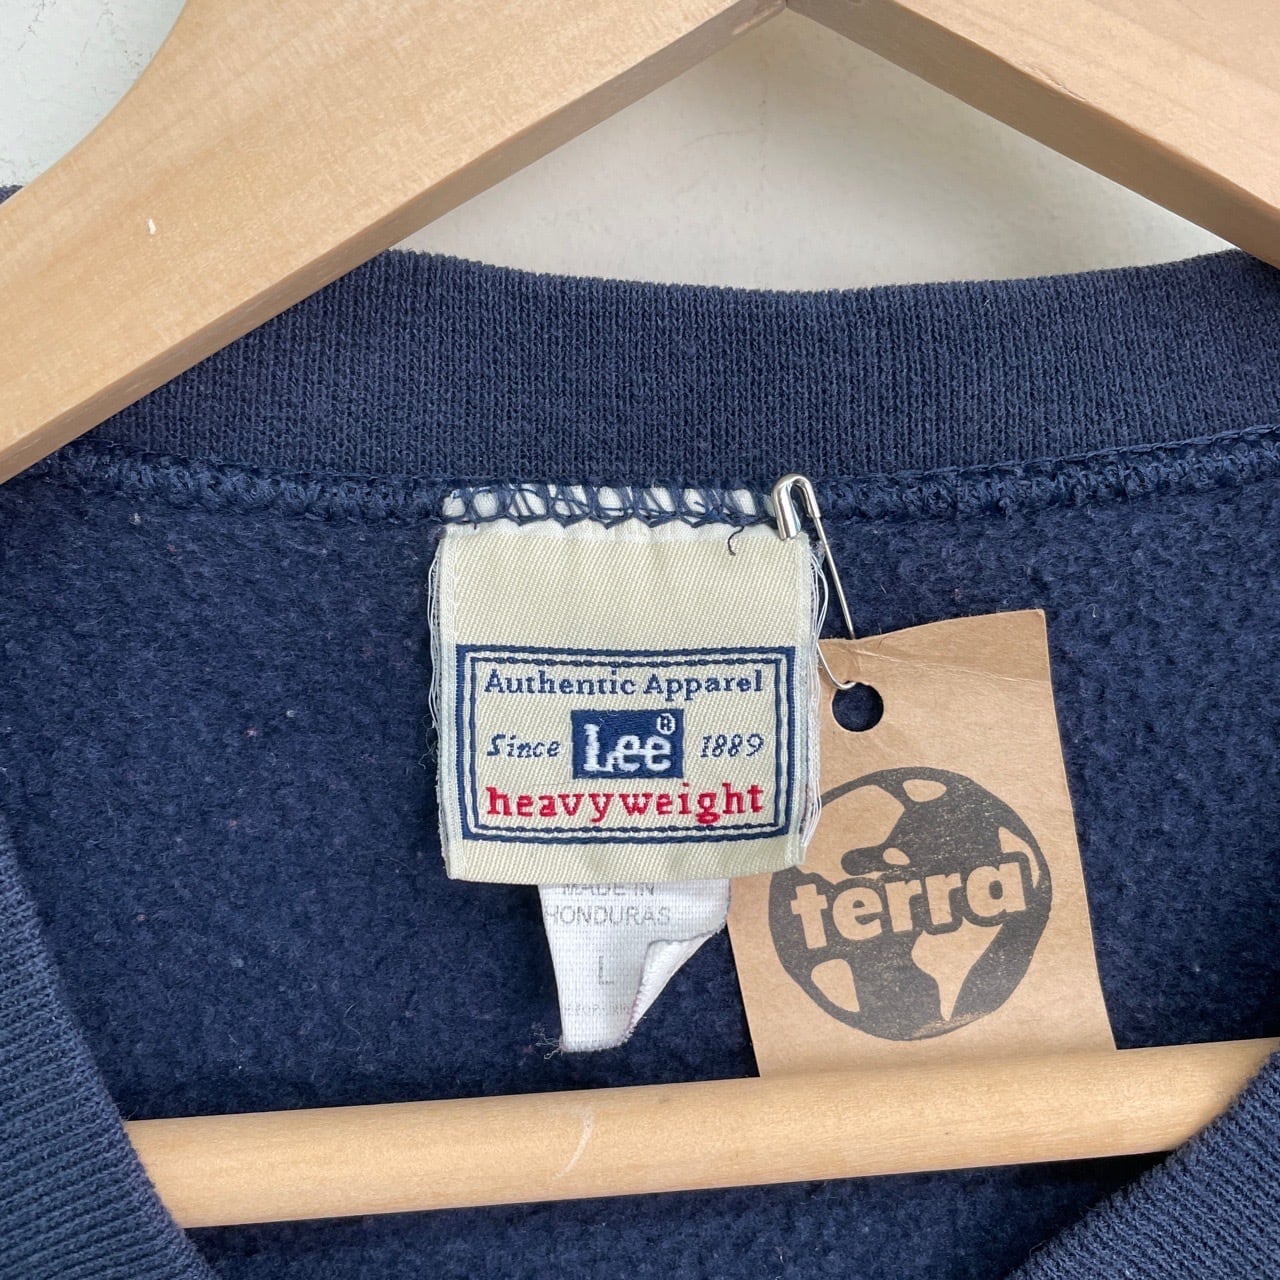 Authentic Apparel
Since Lee® 1889
heavyweight
MADE IN
HONDURAS
L
terra